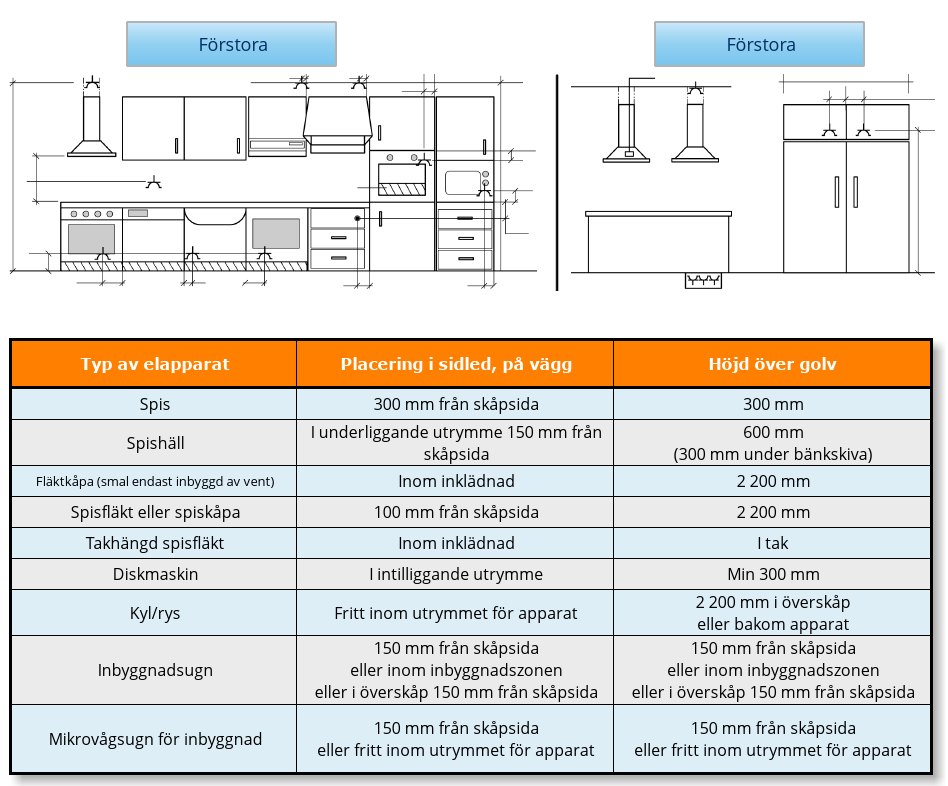 Förstora
Förstora
Typ av elapparat
Placering i sidled, på vägg
Höjd över golv
Spis
300 mm från skåpsida
300 mm
Spishäll
I underliggande utrymme 150 mm från
skåpsida
600 mm
(300 mm under bänkskiva)
Fläktkåpa (smal endast inbyggd av vent)
Inom inklädnad
2 200 mm
Spisfläkt eller spiskåpa
100 mm från skåpsida
2 200 mm
Takhängd spisfläkt
Inom inklädnad
I tak
Diskmaskin
I intilliggande utrymme
Min 300 mm
Kyl/rys
Fritt inom utrymmet för apparat
2 200 mm i överskåp
eller bakom apparat
Inbyggnadsugn
150 mm från skåpsida
eller inom inbyggnadszonen
eller i överskåp 150 mm från skåpsida
150 mm från skåpsida
eller inom inbyggnadszonen
eller i överskåp 150 mm från skåpsida
Mikrovågsugn för inbyggnad
150 mm från skåpsida
eller fritt inom utrymmet för apparat
150 mm från skåpsida
eller fritt inom utrymmet för apparat